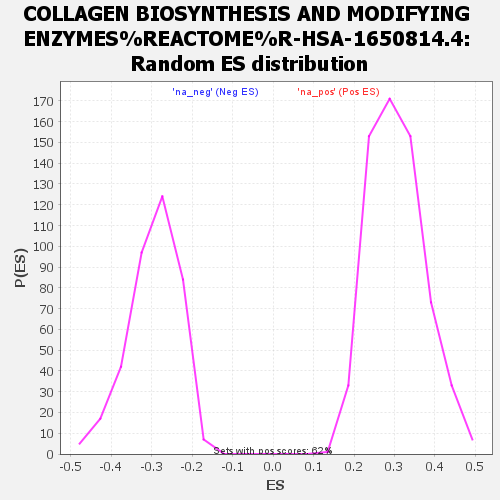 COLLAGEN BIOSYNTHESIS AND MODIFYING
ENZYMES%REACTOME%R-HSA-1650814.4:
Random ES distribution
'na_neg' (Neg ES) 'na_pos' (Pos ES)
170
160
150
140
130
120
110
100
90
80
70
60
50
40
30
20
10
0
P(ES)
Sets with pos scores: 62%
-0.5 -0.4 -0.3 -0.2 -0.1 0.0 0.1 0.2 0.3 0.4 0.5
ES